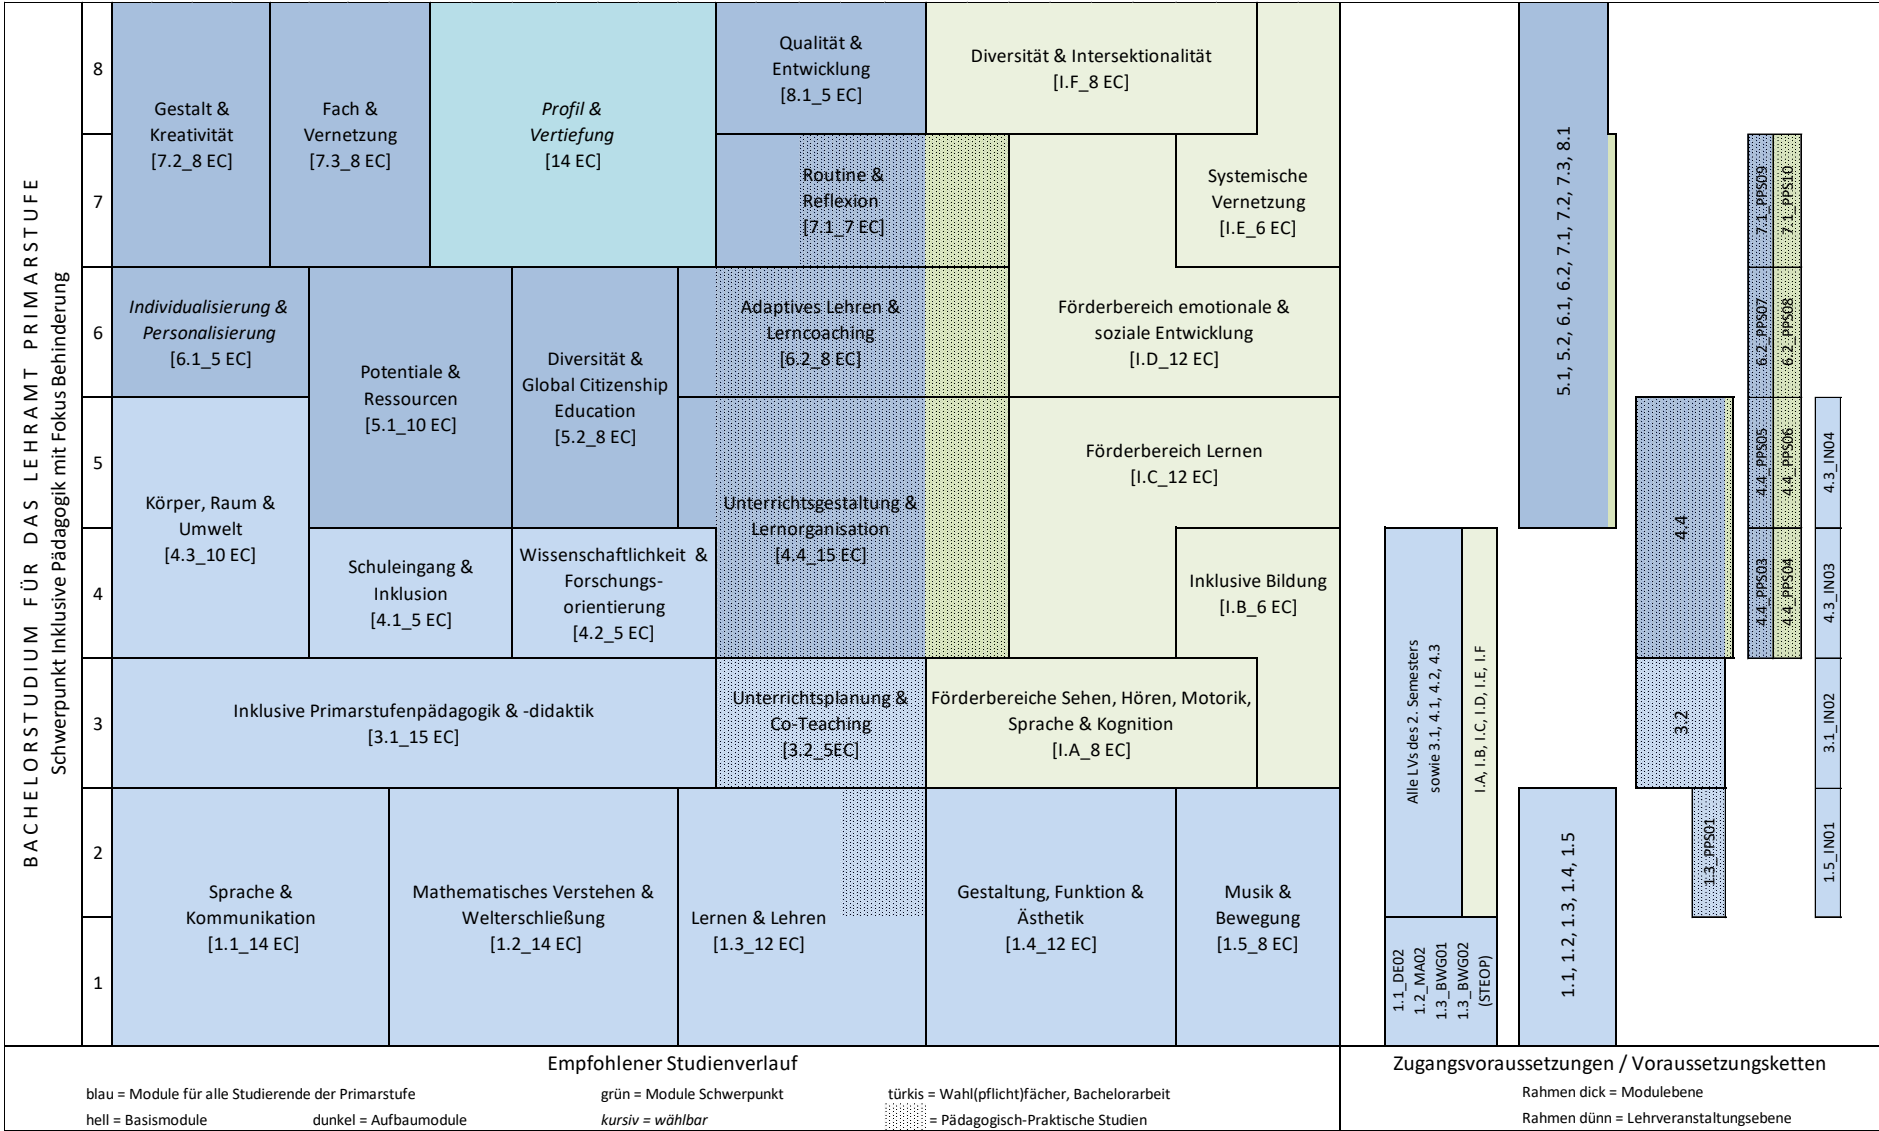 BACHELORSTUDIUM FÜR DAS LEHRAMT PRIMARSTUFE
Schwerpunkt Inklusive Pädagogik mit Fokus Behinderung
8
7
6
5
4
3
2
1
Gestalt &
Kreativität
[7.2_8 EC]
Fach &
Vernetzung
[7.3_8 EC]
Profil &
Vertiefung
[14 EC]
Qualität &
Entwicklung
[8.1_5 EC]
Diversität & Intersektionalität
[I.F_8 EC]
Routine &
Reflexion
[7.1_7 EC]
Systemische
Vernetzung
[I.E_6 EC]
Individualisierung &
Personalisierung
[6.1_5 EC]
Potentiale &
Ressourcen
[5.1_10 EC]
Diversität &
Global Citizenship
Education
[5.2_8 EC]
Adaptives Lehren &
Lerncoaching
[6.2_8 EC]
Förderbereich emotionale &
soziale Entwicklung
[I.D_12 EC]
Körper, Raum &
Umwelt
[4.3_10 EC]
Unterrichtsgestaltung &
Lernorganisation
[4.4_15 EC]
Förderbereich Lernen
[I.C_12 EC]
Schuleingang &
Inklusion
[4.1_5 EC]
Wissenschaftlichkeit &
Forschungs-
orientierung
[4.2_5 EC]
Inklusive Bildung
[I.B_6 EC]
Inklusive Primarstufenpädagogik & -didaktik
[3.1_15 EC]
Unterrichtsplanung &
Co-Teaching
[3.2_5EC]
Förderbereiche Sehen, Hören, Motorik,
Sprache & Kognition
[I.A_8 EC]
Sprache &
Kommunikation
[1.1_14 EC]
Mathematisches Verstehen &
Welterschließung
[1.2_14 EC]
Lernen & Lehren
[1.3_12 EC]
Gestaltung, Funktion &
Ästhetik
[1.4_12 EC]
Musik &
Bewegung
[1.5_8 EC]
Alle LVs des 2. Semesters
sowie 3.1, 4.1, 4.2, 4.3
I.A, I.B, I.C, I.D, I.E, I.F
1.1_DE02
1.2_MA02
1.3_BWG01
1.3_BWG02
(STEOP)
5.1, 5.2, 6.1, 6.2, 7.1, 7.2, 7.3, 8.1
1.1, 1.2, 1.3, 1.4, 1.5
4.4
3.2
1.3_PPS01
7.1_PPS09
7.1_PPS10
6.2_PPS07
6.2_PPS08
4.4_PPS05
4.4_PPS06
4.4_PPS03
4.4_PPS04
4.3_IN04
4.3_IN03
3.1_IN02
1.5_IN01
Empfohlener Studienverlauf
blau = Module für alle Studierende der Primarstufe
grün = Module Schwerpunkt
türkis = Wahl(pflicht)fächer, Bachelorarbeit
hell = Basismodule
dunkel = Aufbaumodule
kursiv = wählbar
= Pädagogisch-Praktische Studien
Zugangsvoraussetzungen / Voraussetzungsketten
Rahmen dick = Modulebene
Rahmen dünn = Lehrveranstaltungsebene